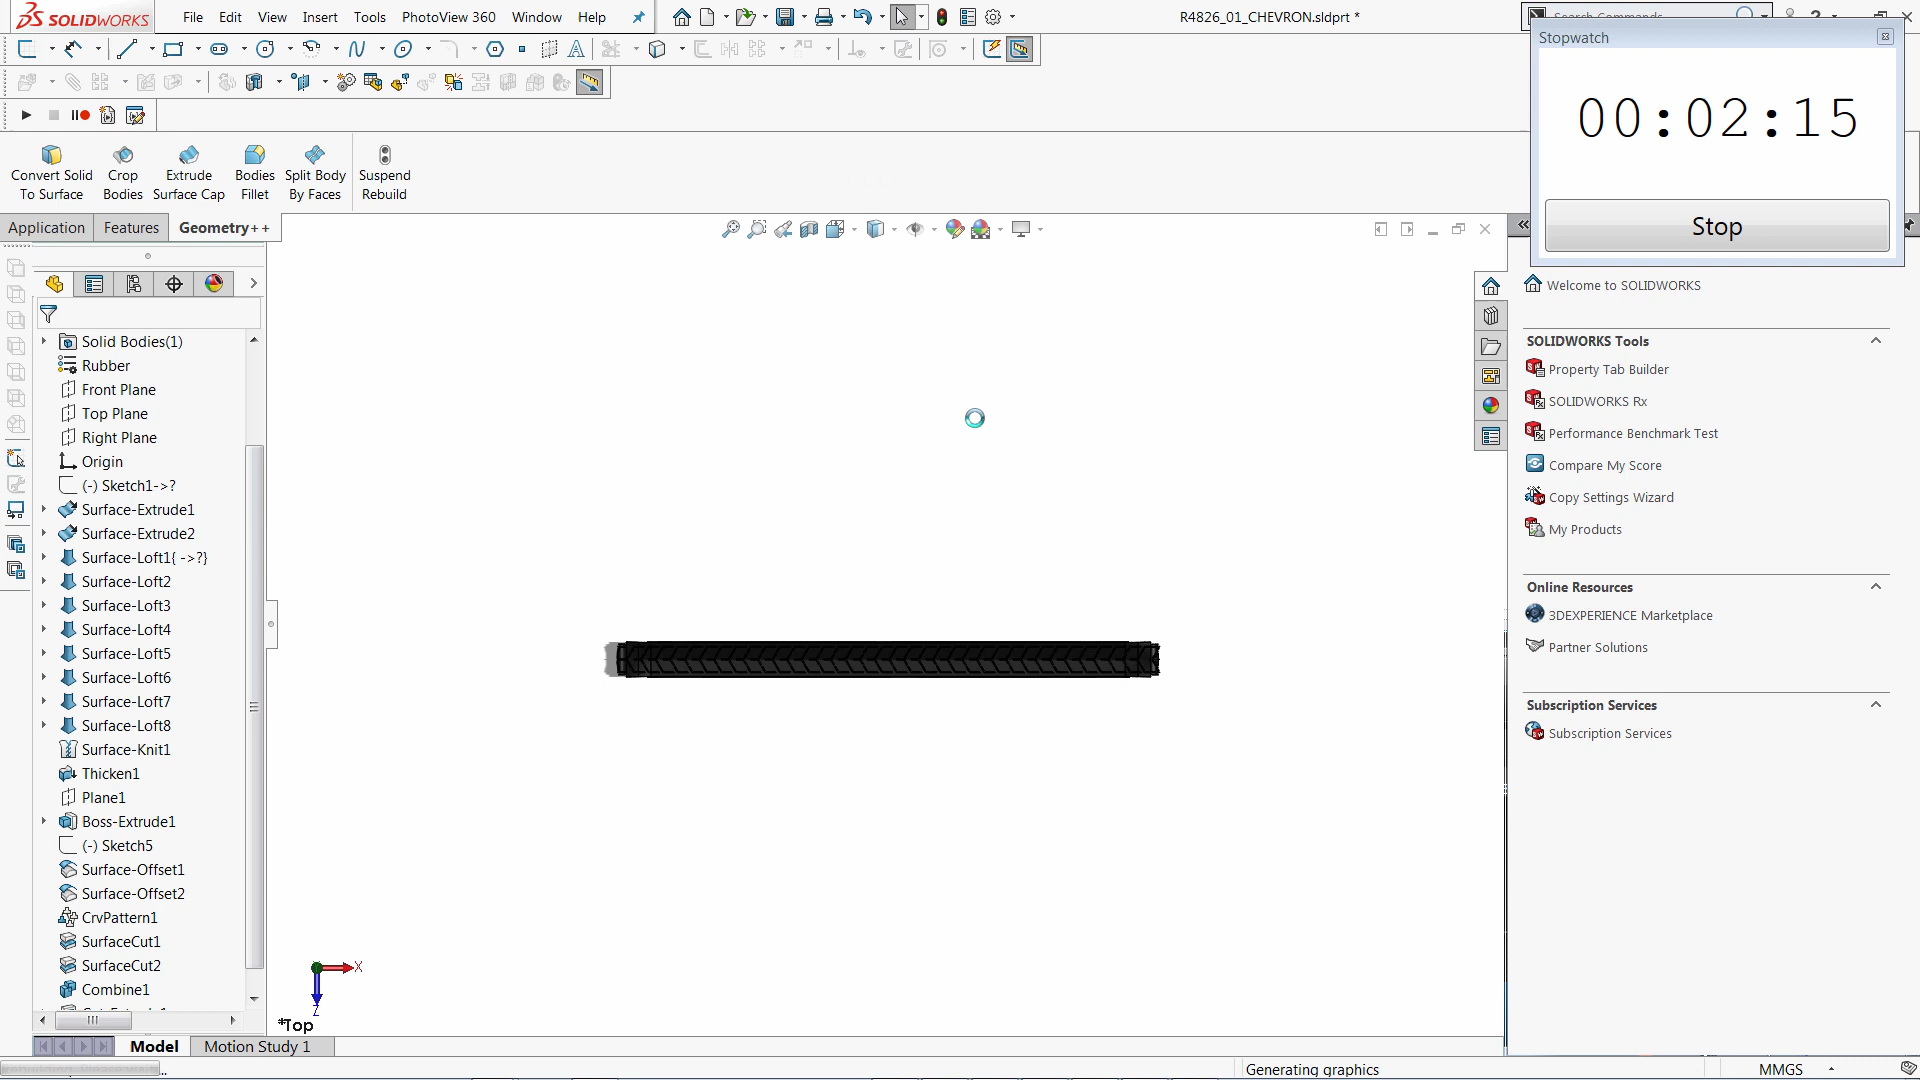 SOLIDWORKS File Edit View Insert Tools PhotoView 360 Window Help R4826_01_CHEVRON.sldprt * Search Commands
Stopwatch
00:02:15
Stop
Convert Solid To Surface
Crop Bodies
Extrude Surface Cap
Bodies Fillet
Split Body By Faces
Suspend Rebuild
Application Features Geometry++
Solid Bodies(1)
Rubber
Front Plane
Top Plane
Right Plane
Origin
(-) Sketch1->?
Surface-Extrude1
Surface-Extrude2
Surface-Loft1{ ->?}
Surface-Loft2
Surface-Loft3
Surface-Loft4
Surface-Loft5
Surface-Loft6
Surface-Loft7
Surface-Loft8
Surface-Knit1
Thicken1
Plane1
Boss-Extrude1
(-) Sketch5
Surface-Offset1
Surface-Offset2
CrvPattern1
SurfaceCut1
SurfaceCut2
Combine1
X
Z
*Top
Welcome to SOLIDWORKS
SOLIDWORKS Tools
Property Tab Builder
SOLIDWORKS Rx
Performance Benchmark Test
Compare My Score
Copy Settings Wizard
My Products
Online Resources
3DEXPERIENCE Marketplace
Partner Solutions
Subscription Services
Subscription Services
Model Motion Study 1
Generating graphics
MMGS